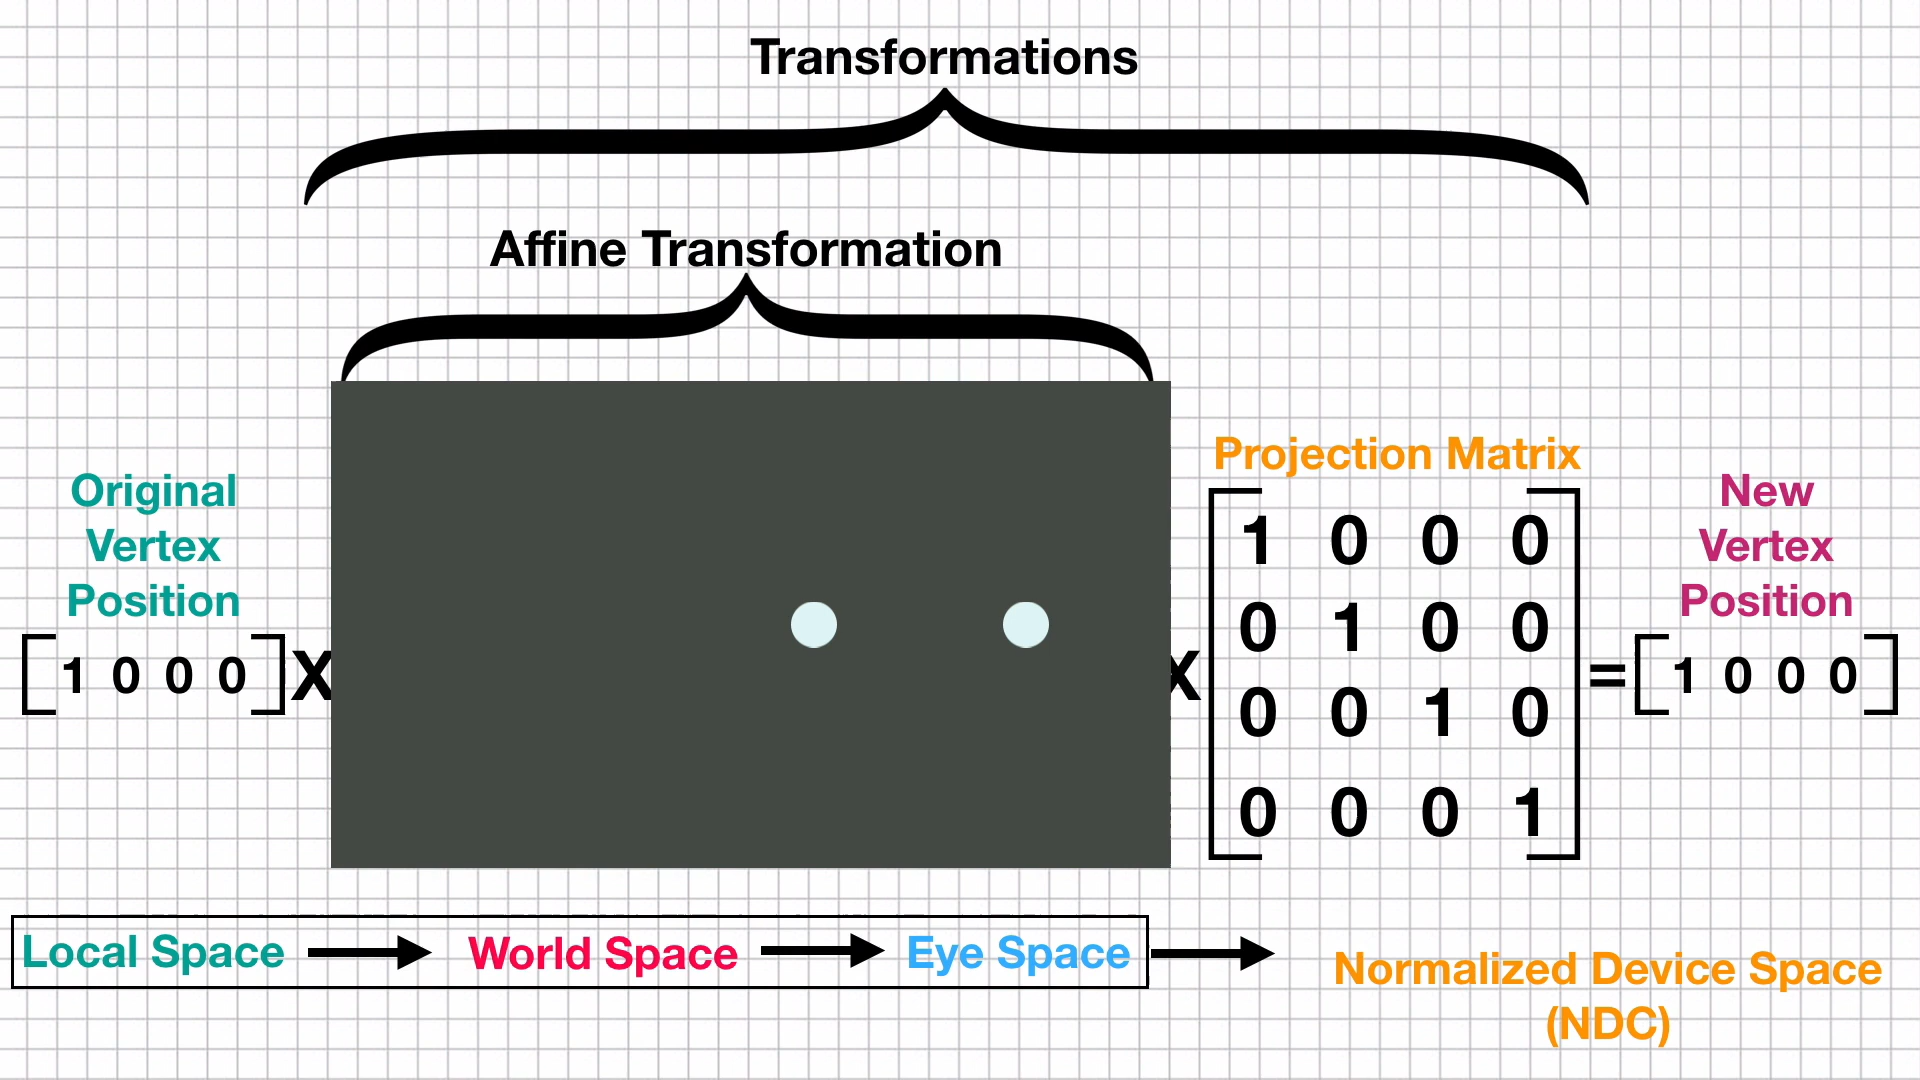 Transformations
Affine Transformation
Original
Vertex
Position
[1 0 0 0]
X
X
Projection Matrix
1 0 0 0
0 1 0 0
0 0 1 0
0 0 0 1
=
New
Vertex
Position
[1 0 0 0]
Local Space
World Space
Eye Space
Normalized Device Space
(NDC)